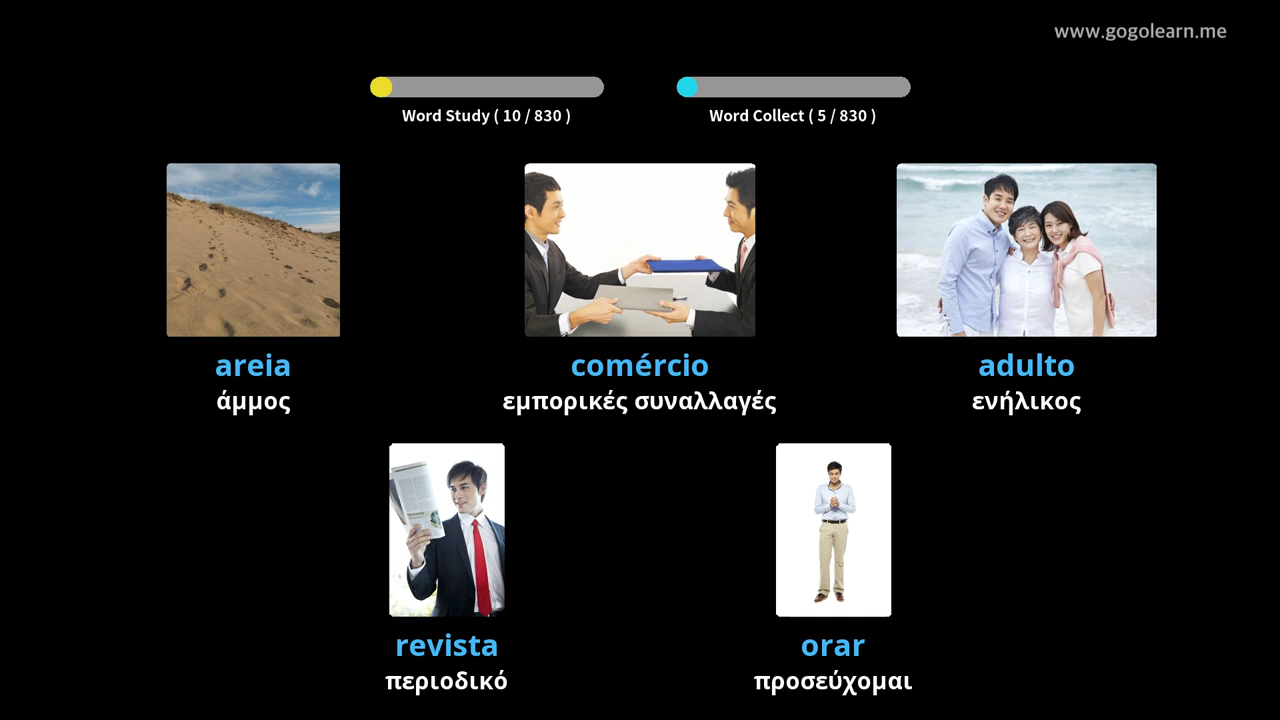 www.gogolearn.me
Word Study ( 10 / 830 )
Word Collect ( 5 / 830 )
areia
άμμος
comércio
εμπορικές συναλλαγές
adulto
ενήλικος
revista
περιοδικό
orar
προσεύχομαι